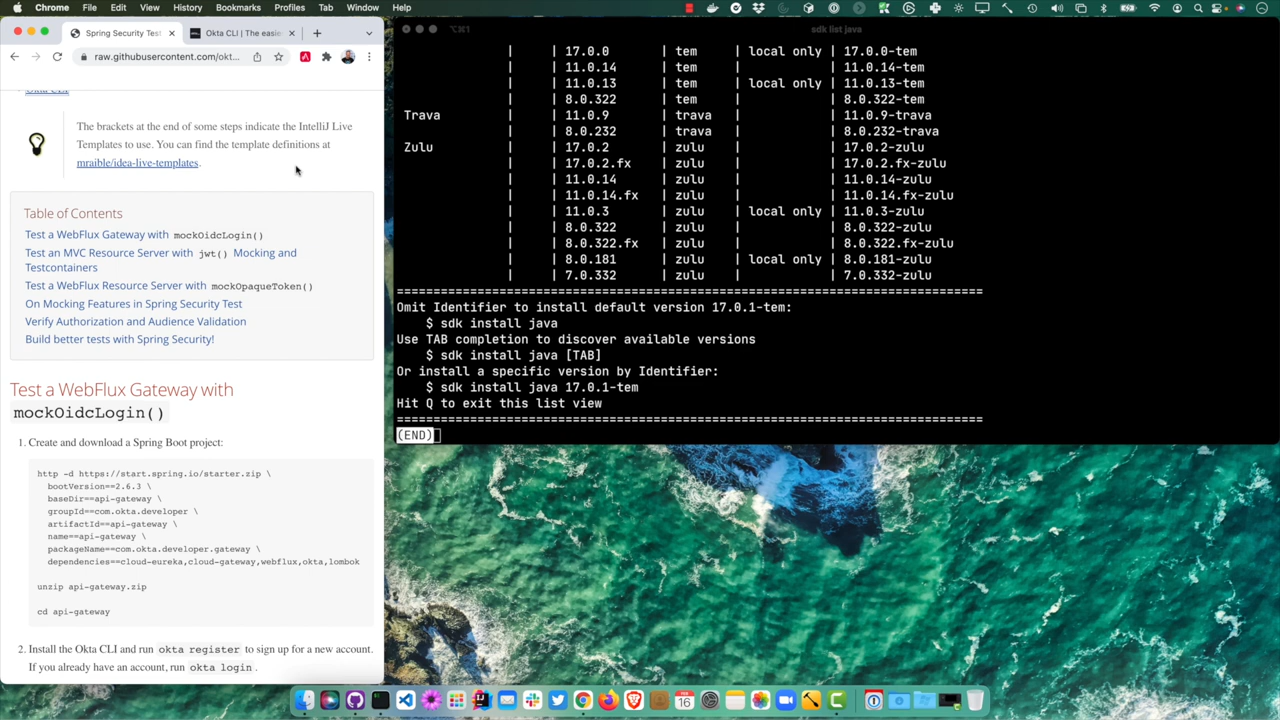 Chrome File Edit View History Bookmarks Profiles Tab Window Help
Spring Security Test
Okta CLI | The easie
raw.githubusercontent.com/okt...
Okta CLI
The brackets at the end of some steps indicate the IntelliJ Live
Templates to use. You can find the template definitions at
mraible/idea-live-templates.
Table of Contents
Test a WebFlux Gateway with mockOidcLogin()
Test an MVC Resource Server with jwt() Mocking and
Testcontainers
Test a WebFlux Resource Server with mockOpaqueToken()
On Mocking Features in Spring Security Test
Verify Authorization and Audience Validation
Build better tests with Spring Security!
Test a WebFlux Gateway with
mockOidcLogin()
1. Create and download a Spring Boot project:
http -d https://start.spring.io/starter.zip \
bootVersion==2.6.3 \
baseDir==api-gateway \
groupId==com.okta.developer \
artifactId==api-gateway \
name==api-gateway \
packageName==com.okta.developer.gateway \
dependencies==cloud-eureka,cloud-gateway,webflux,okta,lombok
unzip api-gateway.zip
cd api-gateway
2. Install the Okta CLI and run okta register to sign up for a new account.
If you already have an account, run okta login .
⌥⌘1
sdk list java
| | 17.0.0 | tem | local only | 17.0.0-tem
| | 11.0.14 | tem | | 11.0.14-tem
| | 11.0.13 | tem | local only | 11.0.13-tem
| | 8.0.322 | tem | | 8.0.322-tem
Trava | | 11.0.9 | trava | | 11.0.9-trava
| | 8.0.232 | trava | | 8.0.232-trava
Zulu | | 17.0.2 | zulu | | 17.0.2-zulu
| | 17.0.2.fx | zulu | | 17.0.2.fx-zulu
| | 11.0.14 | zulu | | 11.0.14-zulu
| | 11.0.14.fx | zulu | | 11.0.14.fx-zulu
| | 11.0.3 | zulu | local only | 11.0.3-zulu
| | 8.0.322 | zulu | | 8.0.322-zulu
| | 8.0.322.fx | zulu | | 8.0.322.fx-zulu
| | 8.0.181 | zulu | local only | 8.0.181-zulu
| | 7.0.332 | zulu | | 7.0.332-zulu
================================================================================
Omit Identifier to install default version 17.0.1-tem:
$ sdk install java
Use TAB completion to discover available versions
$ sdk install java [TAB]
Or install a specific version by Identifier:
$ sdk install java 17.0.1-tem
Hit Q to exit this list view
================================================================================
(END)
FEB
16